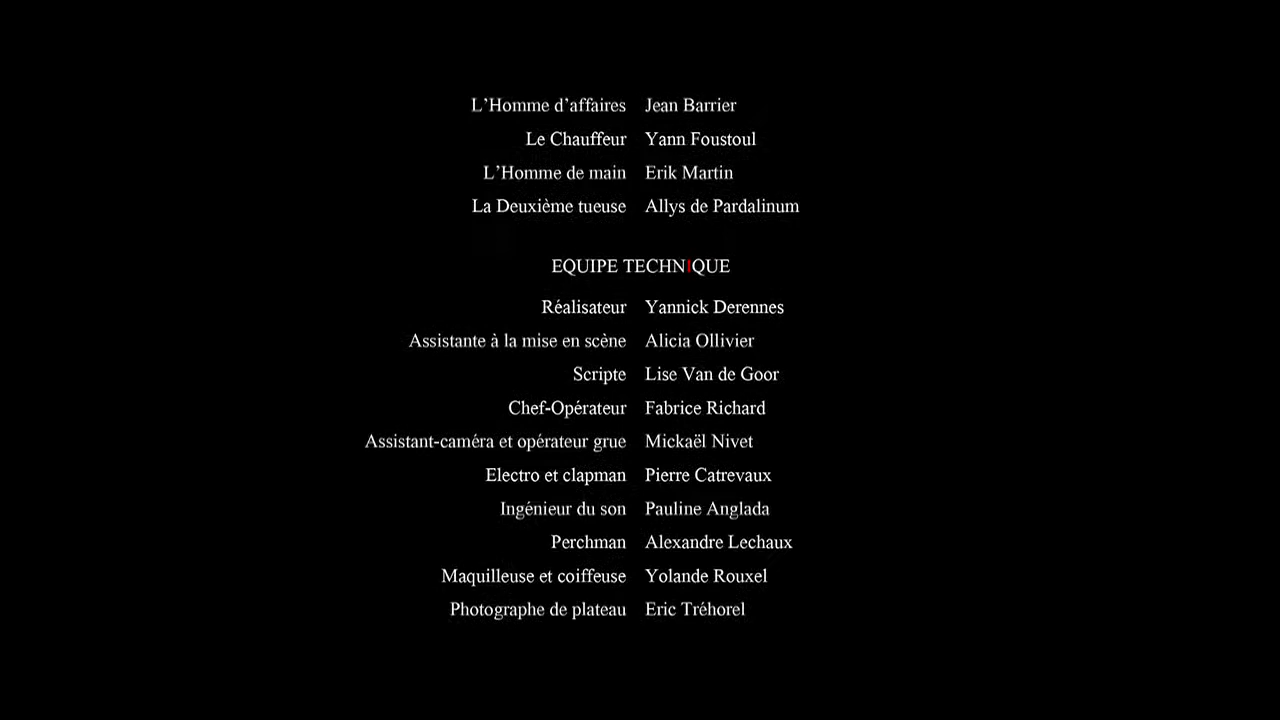 L’Homme d’affaires Jean Barrier
Le Chauffeur Yann Foustoul
L’Homme de main Erik Martin
La Deuxième tueuse Allys de Pardalinum
EQUIPE TECHNIQUE
Réalisateur Yannick Derennes
Assistante à la mise en scène Alicia Ollivier
Scripte Lise Van de Goor
Chef-Opérateur Fabrice Richard
Assistant-caméra et opérateur grue Mickaël Nivet
Electro et clapman Pierre Catrevaux
Ingénieur du son Pauline Anglada
Perchman Alexandre Lechaux
Maquilleuse et coiffeuse Yolande Rouxel
Photographe de plateau Eric Tréhorel